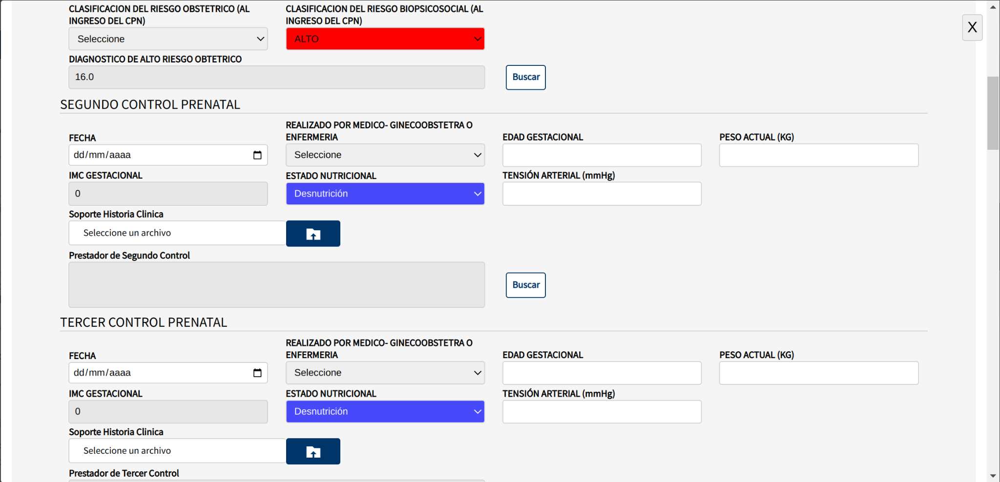 CLASIFICACION DEL RIESGO OBSTETRICO (AL
INGRESO DEL CPN)
CLASIFICACION DEL RIESGO BIOPSICOSOCIAL (AL
INGRESO DEL CPN)
X
Seleccione
ALTO
DIAGNOSTICO DE ALTO RIESGO OBTETRICO
16.0
Buscar
SEGUNDO CONTROL PRENATAL
FECHA
REALIZADO POR MEDICO- GINECOOBSTETRA O
ENFERMERIA
EDAD GESTACIONAL
PESO ACTUAL (KG)
dd/mm/aaaa
Seleccione
IMC GESTACIONAL
ESTADO NUTRICIONAL
TENSIÓN ARTERIAL (mmHg)
0
Desnutrición
Soporte Historia Clinica
Seleccione un archivo
Prestador de Segundo Control
Buscar
TERCER CONTROL PRENATAL
FECHA
REALIZADO POR MEDICO- GINECOOBSTETRA O
ENFERMERIA
EDAD GESTACIONAL
PESO ACTUAL (KG)
dd/mm/aaaa
Seleccione
IMC GESTACIONAL
ESTADO NUTRICIONAL
TENSIÓN ARTERIAL (mmHg)
0
Desnutrición
Soporte Historia Clinica
Seleccione un archivo
Prestador de Tercer Control